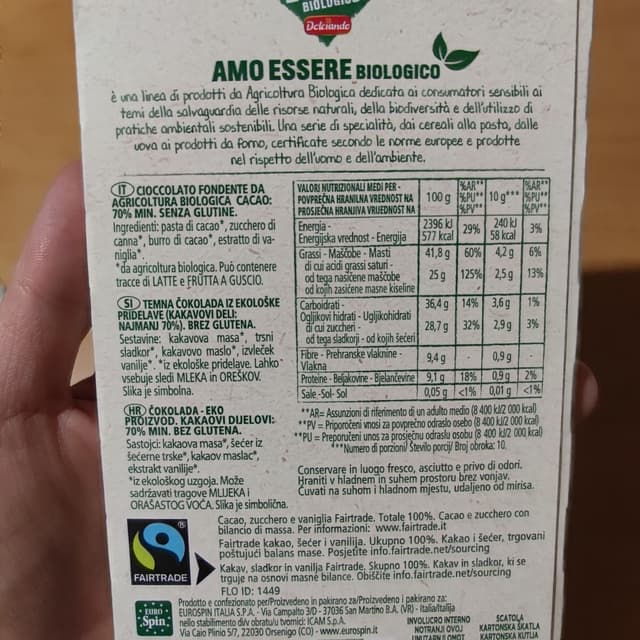 BIOLOGICO
Dolciando
AMO ESSERE BIOLOGICO
è una linea di prodotti da Agricoltura Biologica dedicata ai consumatori sensibili ai
temi della salvaguardia delle risorse naturali, della biodiversità e dell'utilizzo di
pratiche ambientali sostenibili. Una serie di specialità, dai cereali alla pasta, dalle
uova ai prodotti da forno, certificate secondo le norme europee e prodotte
nel rispetto dell'uomo e dell'ambiente.
IT CIOCCOLATO FONDENTE DA
AGRICOLTURA BIOLOGICA CACAO:
70% MIN. SENZA GLUTINE.
Ingredienti: pasta di cacao*, zucchero di
canna*, burro di cacao*, estratto di va-
niglia*.
*da agricoltura biologica. Può contenere
tracce di LATTE e FRUTTA A GUSCIO.
SI TEMNA ČOKOLADA IZ EKOLOŠKE
PRIDELAVE (KAKAVOVI DELI:
NAJMANJ 70%). BREZ GLUTENA.
Sestavine: kakavova masa*, trsni
sladkor*, kakavovo maslo*, izvleček
vanilije*. *iz ekološke pridelave. Lahko
vsebuje sledi MLEKA in OREŠKOV.
Slika je simbolna.
HR ČOKOLADA - EKO
PROIZVOD. KAKAOVI DIJELOVI:
70% MIN. BEZ GLUTENA.
Sastojci: kakaova masa*, šećer iz
šećerne trske*, kakaov maslac*,
ekstrakt vanilije*.
*iz ekološkog uzgoja. Može
sadržavati tragove MLIJEKA i
ORAŠASTOG VOĆA. Slika je simbolična.
VALORI NUTRIZIONALI MEDI PER -
POVPREČNA HRANILNA VREDNOST NA
PROSJEČNA HRANJIVA VRIJEDNOST NA
100 g
%AR**
%PU**
%PV**
10 g***
%AR**
%PU**
%PV**
Energia -
Energijska vrednost - Energija
2396 kJ
577 kcal
29%
240 kJ
58 kcal
3%
Grassi - Maščobe - Masti
41,8 g 60% 4,2 g 6%
di cui acidi grassi saturi -
od tega nasičene maščobe
od kojih zasićene masne kiseline
25 g 125% 2,5 g 13%
Carboidrati -
Ogljikovi hidrati - Ugljikohidrati
36,4 g 14% 3,6 g 1%
di cui zuccheri -
od tega sladkorji - od kojih šećeri
28,7 g 32% 2,9 g 3%
Fibre - Prehranske vlaknine -
Vlakna
9,4 g - 0,9 g -
Proteine - Beljakovine - Bjelančevine 9,1 g 18% 0,9 g 2%
Sale -Sol- Sol 0,05 g <1% 0,01 g <1%
**AR= Assunzioni di riferimento di un adulto medio (8 400 kJ/2 000 kcal)
**PV = Priporočeni vnosi za povprečno odraslo osebo (8 400 kJ/2 000 kcal)
**PU = Preporučeni unos za prosječnu odraslu osobu (8 400 kJ/2 000 kcal)
***Numero di porzioni/ Število porcij/ Broj obroka: 10.
Conservare in luogo fresco, asciutto e privo di odori.
Hraniti v hladnem in suhem prostoru brez vonjav.
Čuvati na suhom i hladnom mjestu, udaljeno od mirisa.
FAIRTRADE
Cacao, zucchero e vaniglia Fairtrade. Totale 100%. Cacao e zucchero con
bilancio di massa. Per informazioni: www.fairtrade.it
Fairtrade kakao, šećer i vanilija. Ukupno 100%. Kakao i šećer, trgovani
poštujući balans mase. Posjetite info.fairtrade.net/sourcing
Kakav, sladkor in vanilja Fairtrade. Skupno 100%. Kakav in sladkor, ki se
trguje na osnovi masne bilance. Obiščite info.fairtrade.net/sourcing
FLO ID: 1449
EURO
Spin
Prodotto e confezionato per/Proizvedeno in pakirano za/Proizvedeno i pakirano za:
EUROSPIN ITALIA S.P.A. - Via Campalto 3/D - 37036 San Martino B.A. (VR) - Italia/Italija
nello stabilimento di/v obratu/u tvornici: ICAM S.p.A.
Via Caio Plinio 5/7, 22030 Orsenigo (CO) - www.eurospin.it
INVOLUCRO INTERNO
NOTRANJI OVOJ
UNUTARNJI OMOT
SCATOLA
KARTONSKA ŠKATLA
KARTONSKA KUTIJA